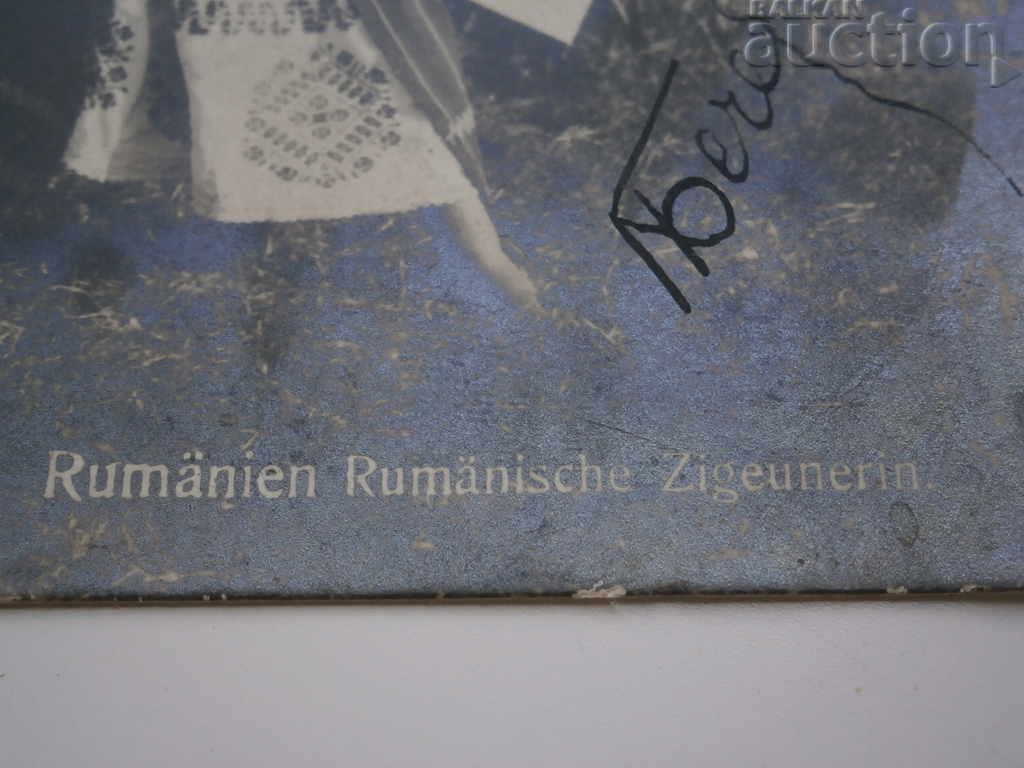 BALKAN
auction
Rumänien Rumänische Zigeunerin.